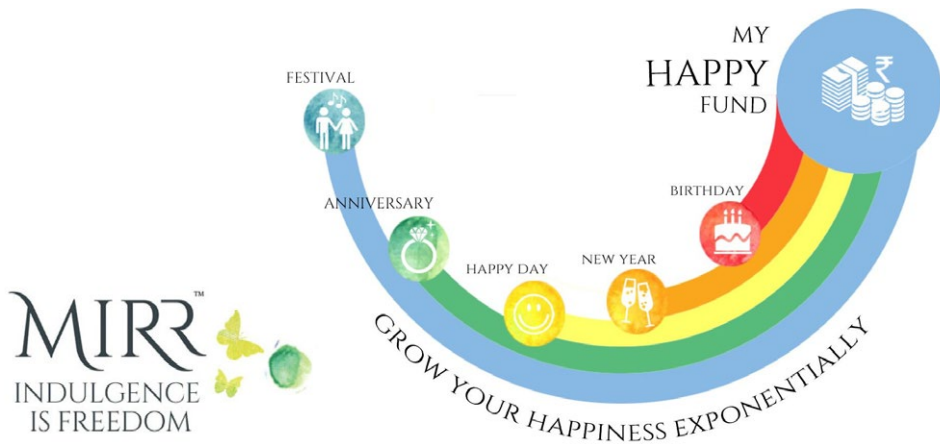 MY
HAPPY
FUND
₹
FESTIVAL
ANNIVERSARY
HAPPY DAY
NEW YEAR
BIRTHDAY
GROW YOUR HAPPINESS EXPONENTIALLY
MIRR™
INDULGENCE
IS FREEDOM